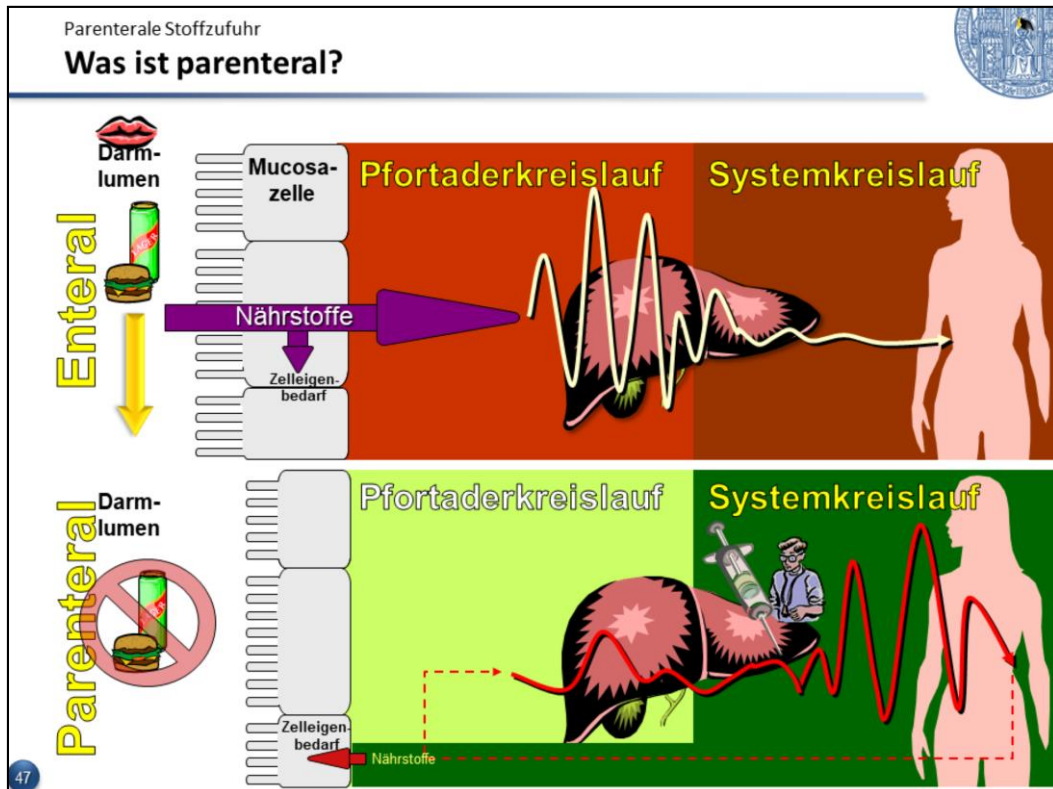 Parenterale Stoffzufuhr
Was ist parenteral?
Enteral
Darm-
lumen
LAGER
Mucosa-
zelle
Nährstoffe
Zelleigen-
bedarf
Pfortaderkreislauf
Systemkreislauf
Parenteral
Darm-
lumen
Zelleigen-
bedarf
Nährstoffe
Pfortaderkreislauf
Systemkreislauf
47